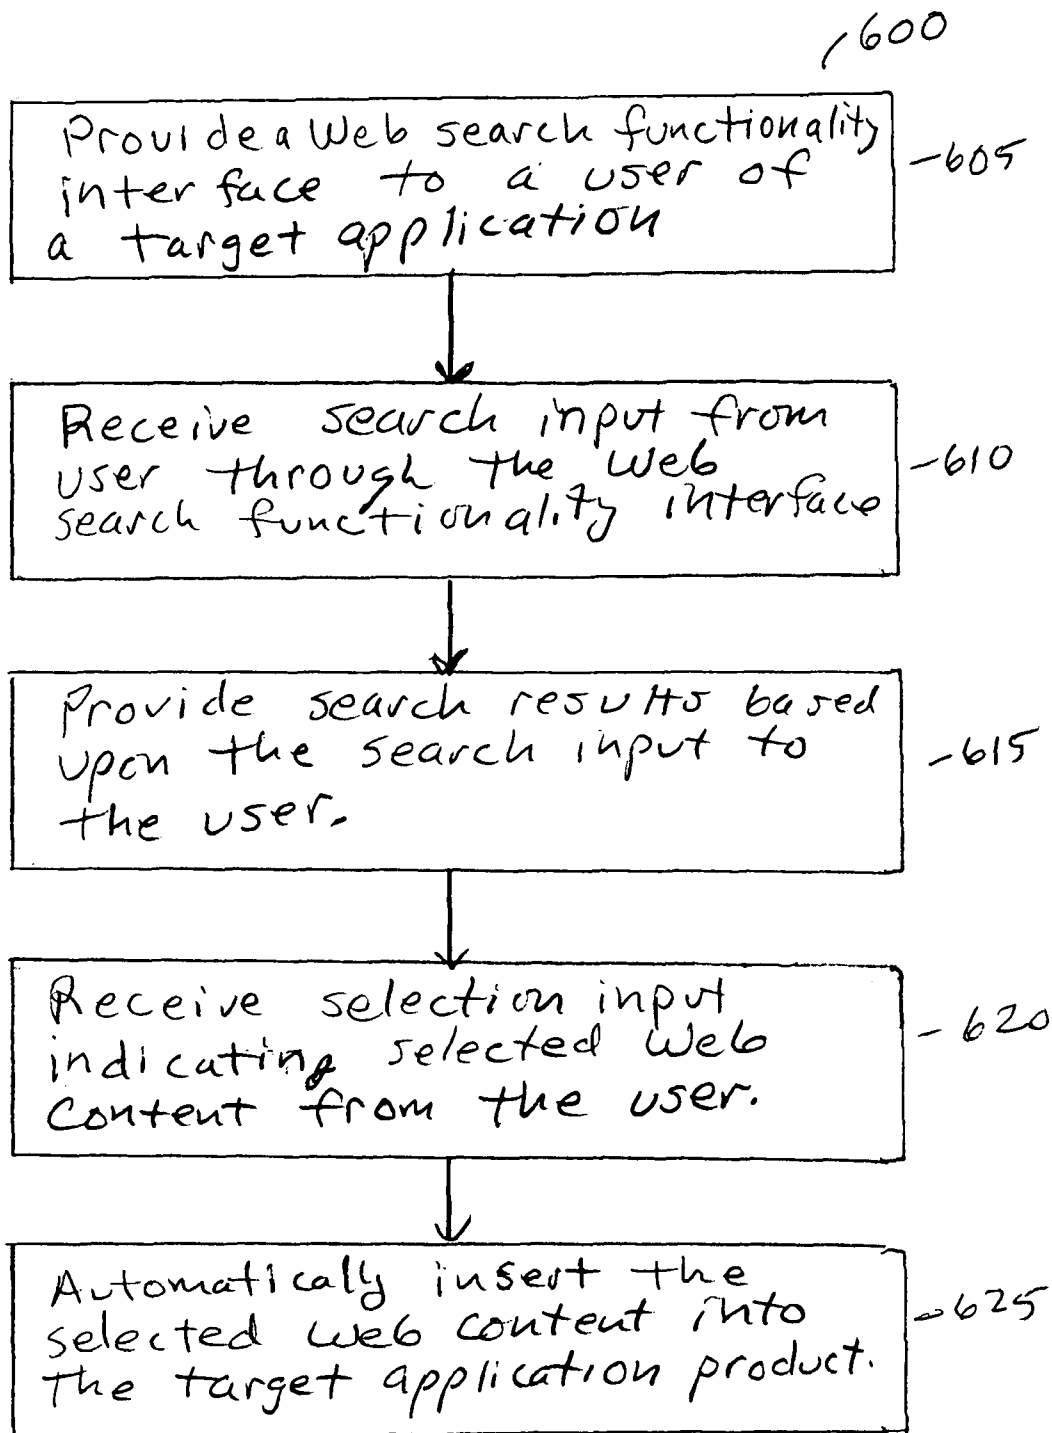 600
Provide a Web search functionality
interface to a user of
a target application
-605
Receive search input from
user through the Web
search functionality interface
-610
Provide search results based
upon the search input to
the user.
-615
Receive selection input
indicating selected Web
Content from the user.
-620
Automatically insert the
selected Web content into
The target application product.
-625